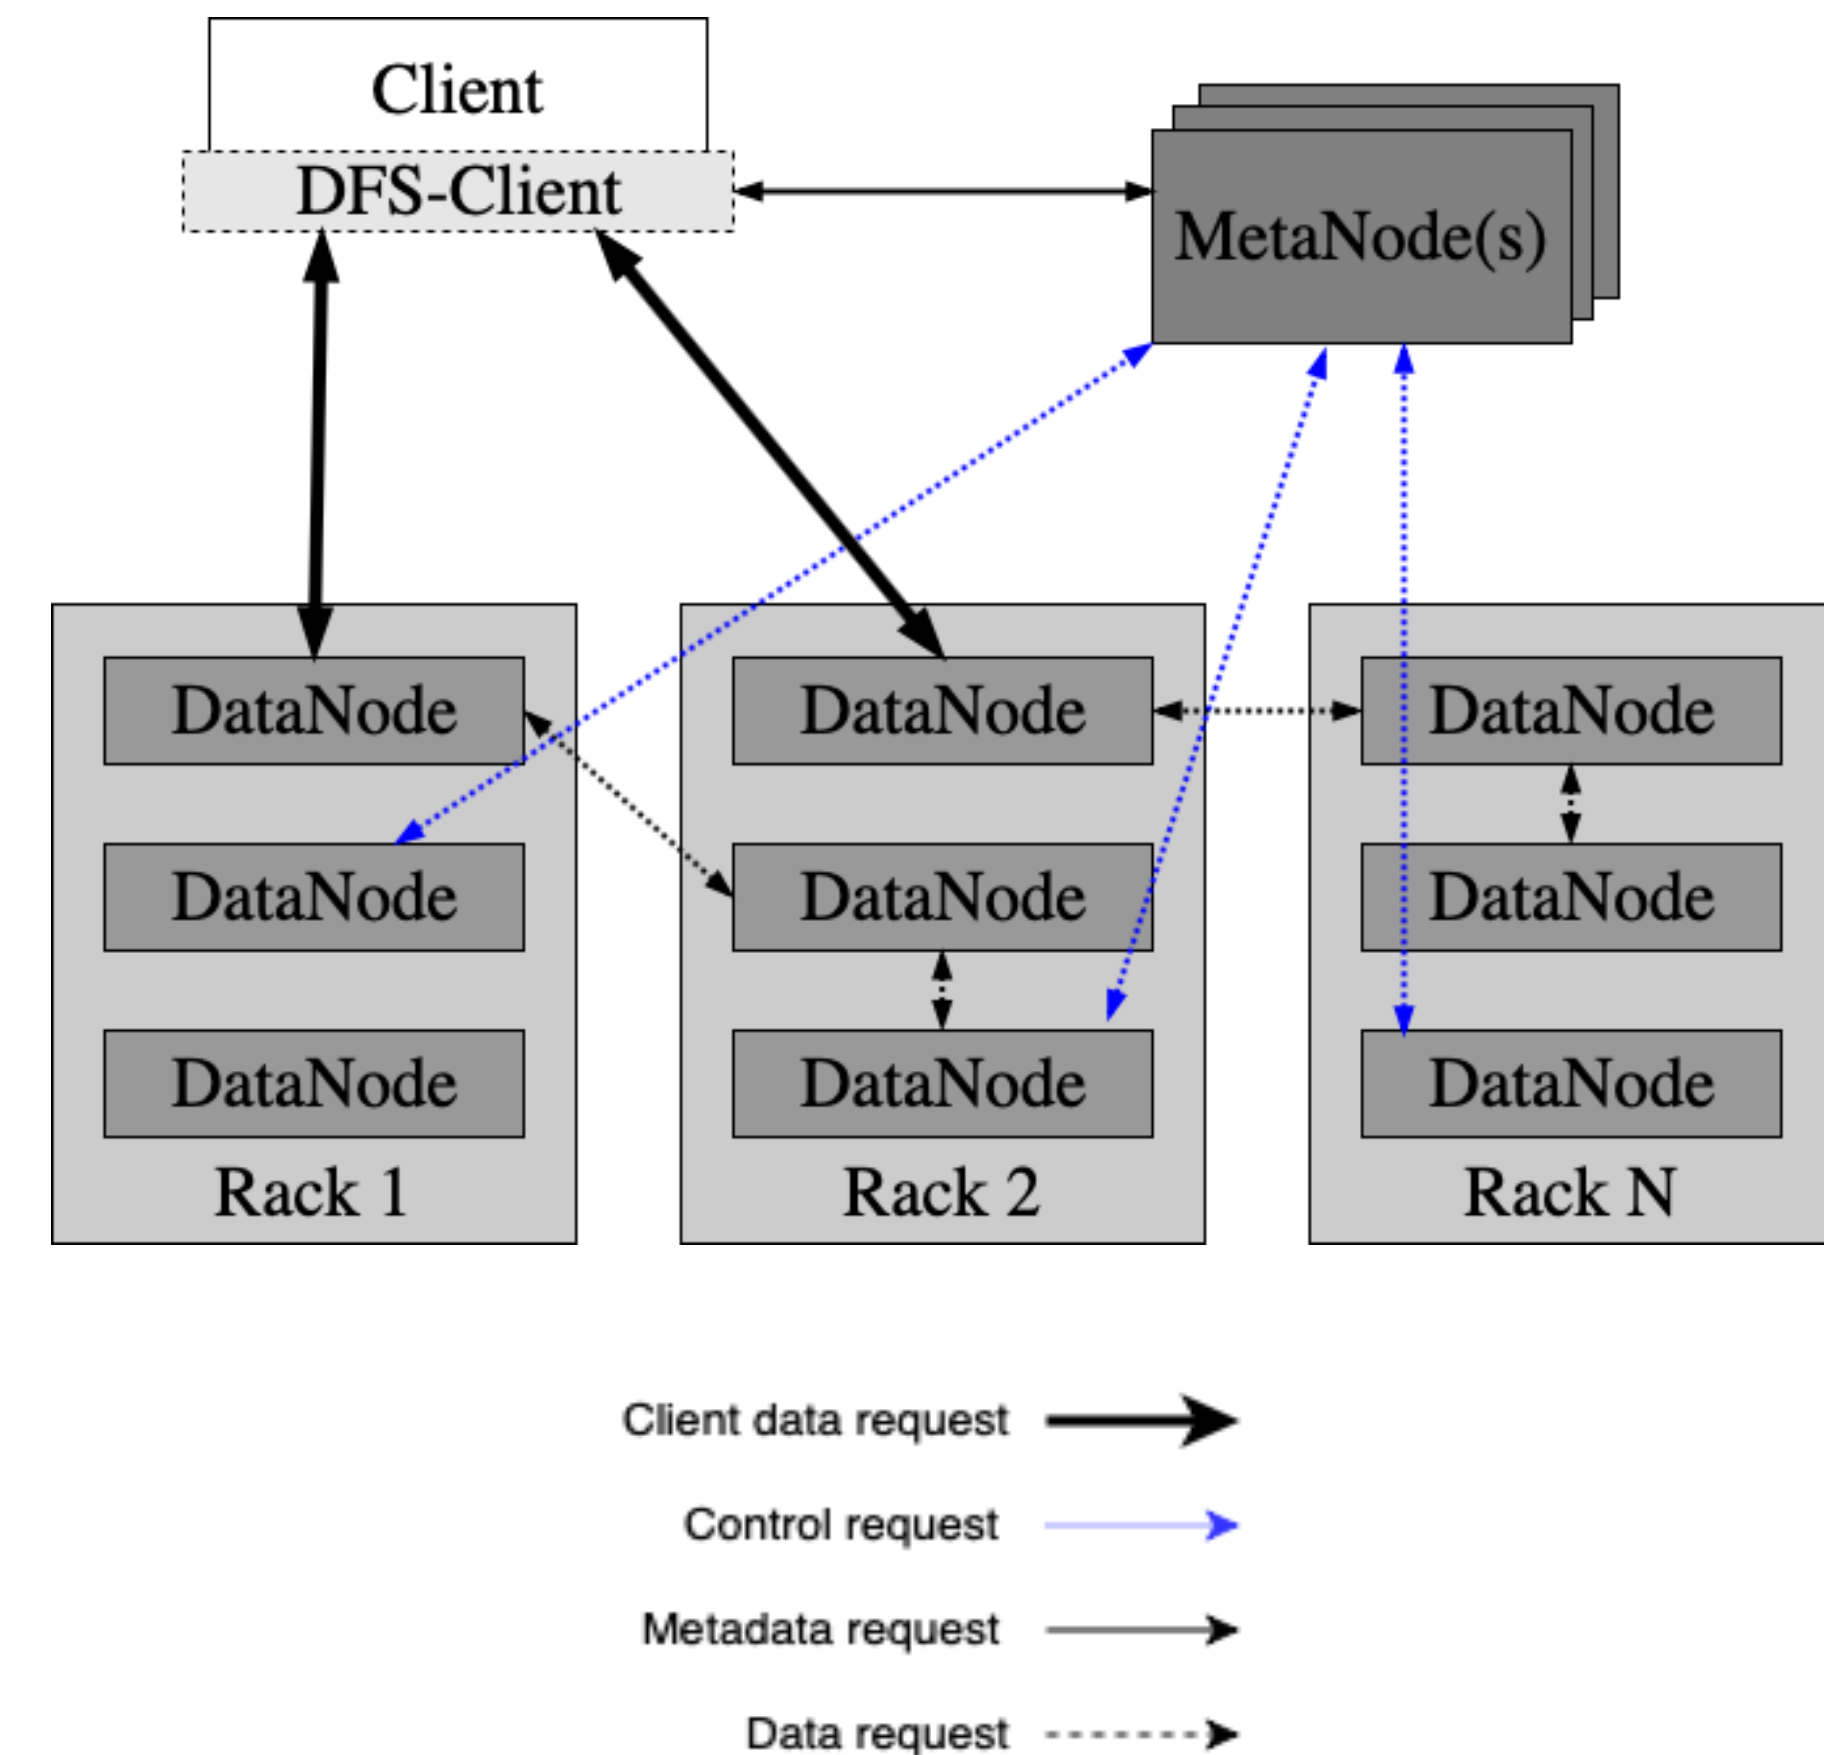 Client
DFS-Client
MetaNode(s)
DataNode
DataNode
DataNode
Rack 1
DataNode
DataNode
DataNode
Rack 2
DataNode
DataNode
DataNode
Rack N
Client data request
Control request
Metadata request
Data request